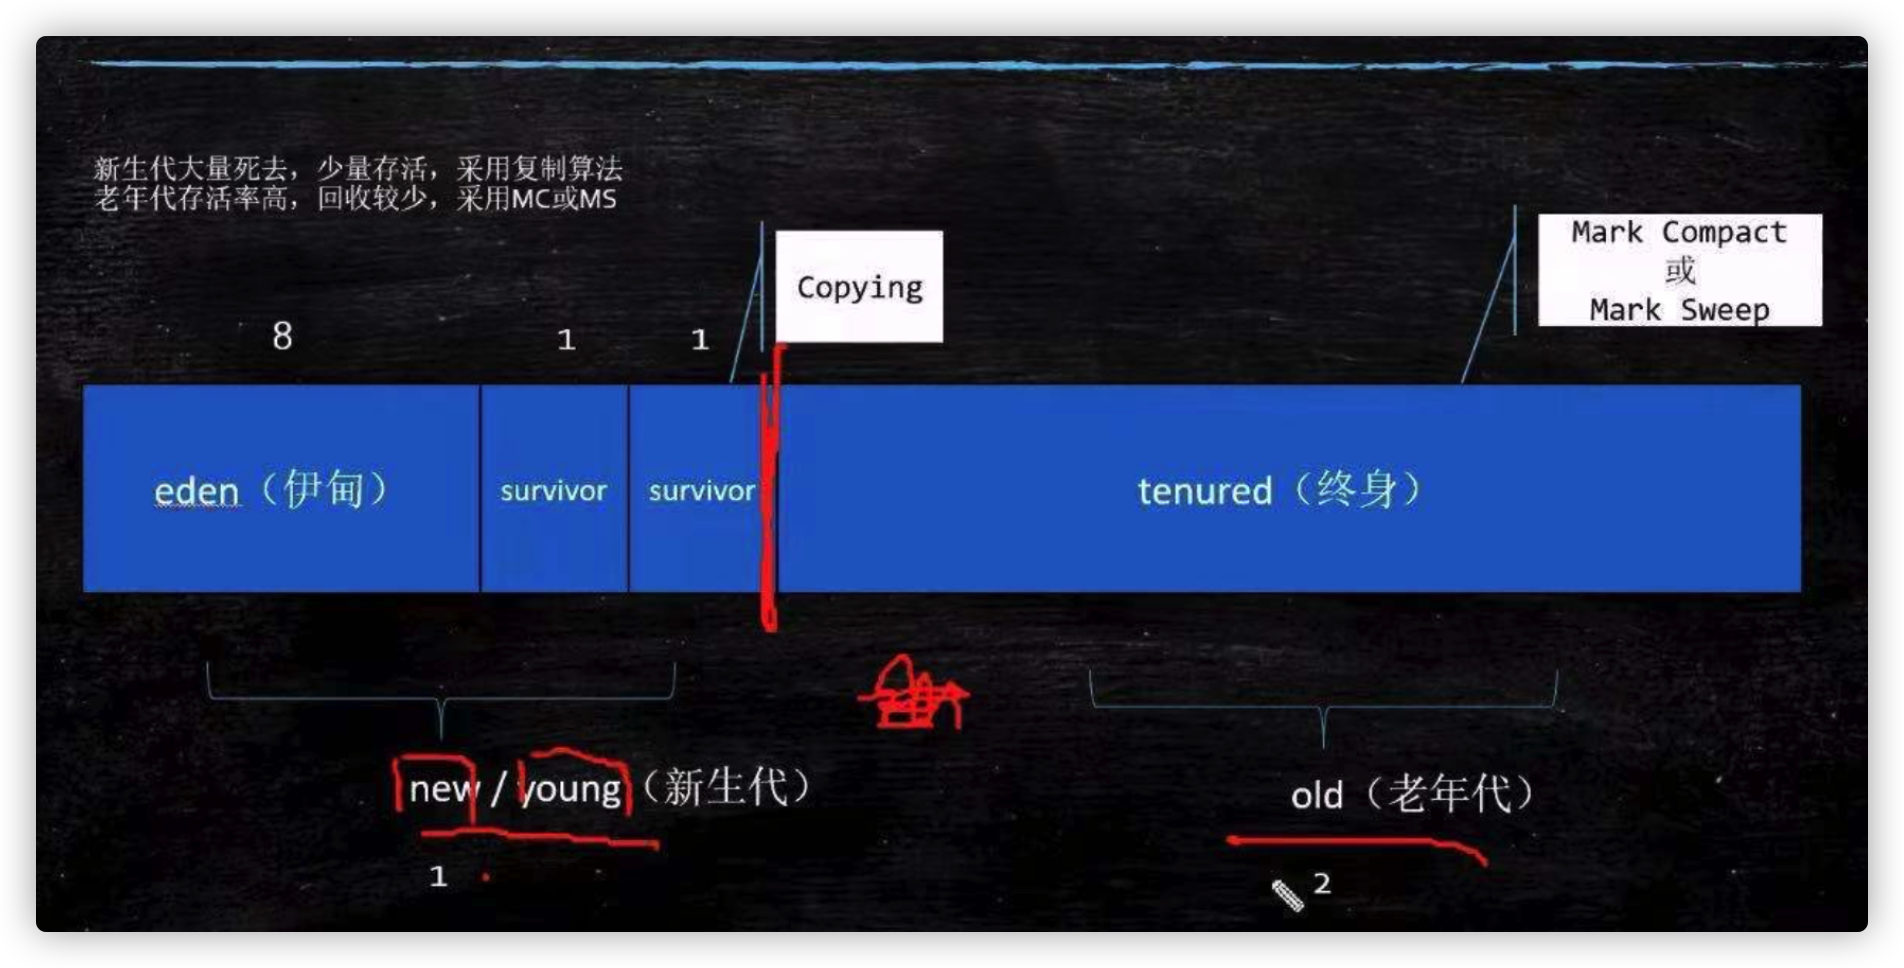 新生代大量死去，少量存活，采用复制算法
老年代存活率高，回收较少，采用MC或MS
Copying
Mark Compact
或
Mark Sweep
8
1
1
eden（伊甸）
survivor
survivor
tenured（终身）
new / young（新生代）
old（老年代）
1
2